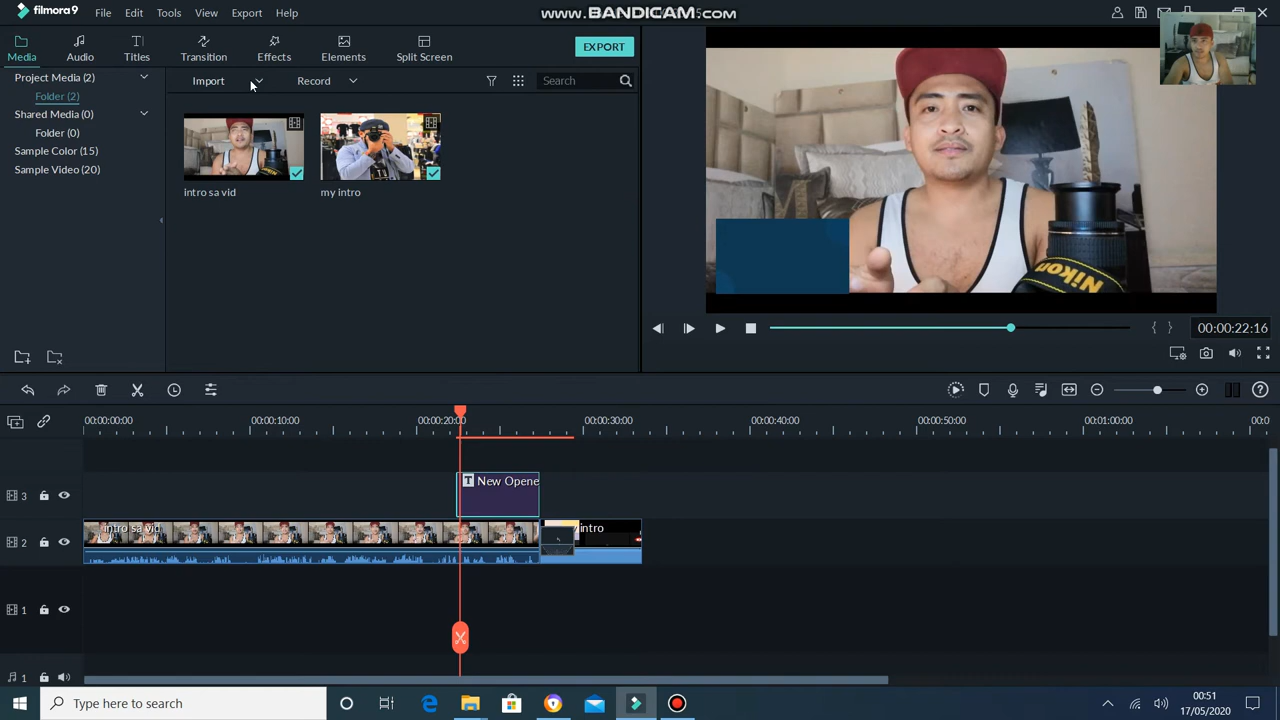 filmora9
File Edit Tools View Export Help
WWW.BANDICAM.COM
Media Audio Titles Transition Effects Elements Split Screen
EXPORT
Project Media (2)
Folder (2)
Shared Media (0)
Folder (0)
Sample Color (15)
Sample Video (20)
Import Record Search
intro sa vid my intro
Nikon
00:00:22:16
00:00:00:00 00:00:10:00 00:00:20:00 00:00:30:00 00:00:40:00 00:00:50:00 00:01:00:00 00:0
3 T New Opene
2 intro sa vid intro
1
1
Type here to search
00:51
17/05/2020